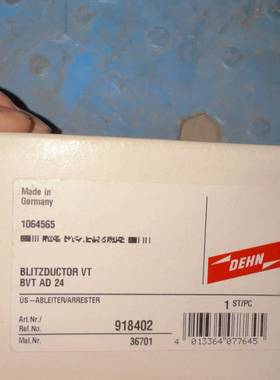 Made in
Germany
1064565
DEHN
BLITZDUCTOR VT
BVT AD 24
ÜS-ABLEITER/ARRESTER
1 ST/PC
Art.Nr./
Ref.No.
918402
Mat.Nr.
36701
4 013364 077645